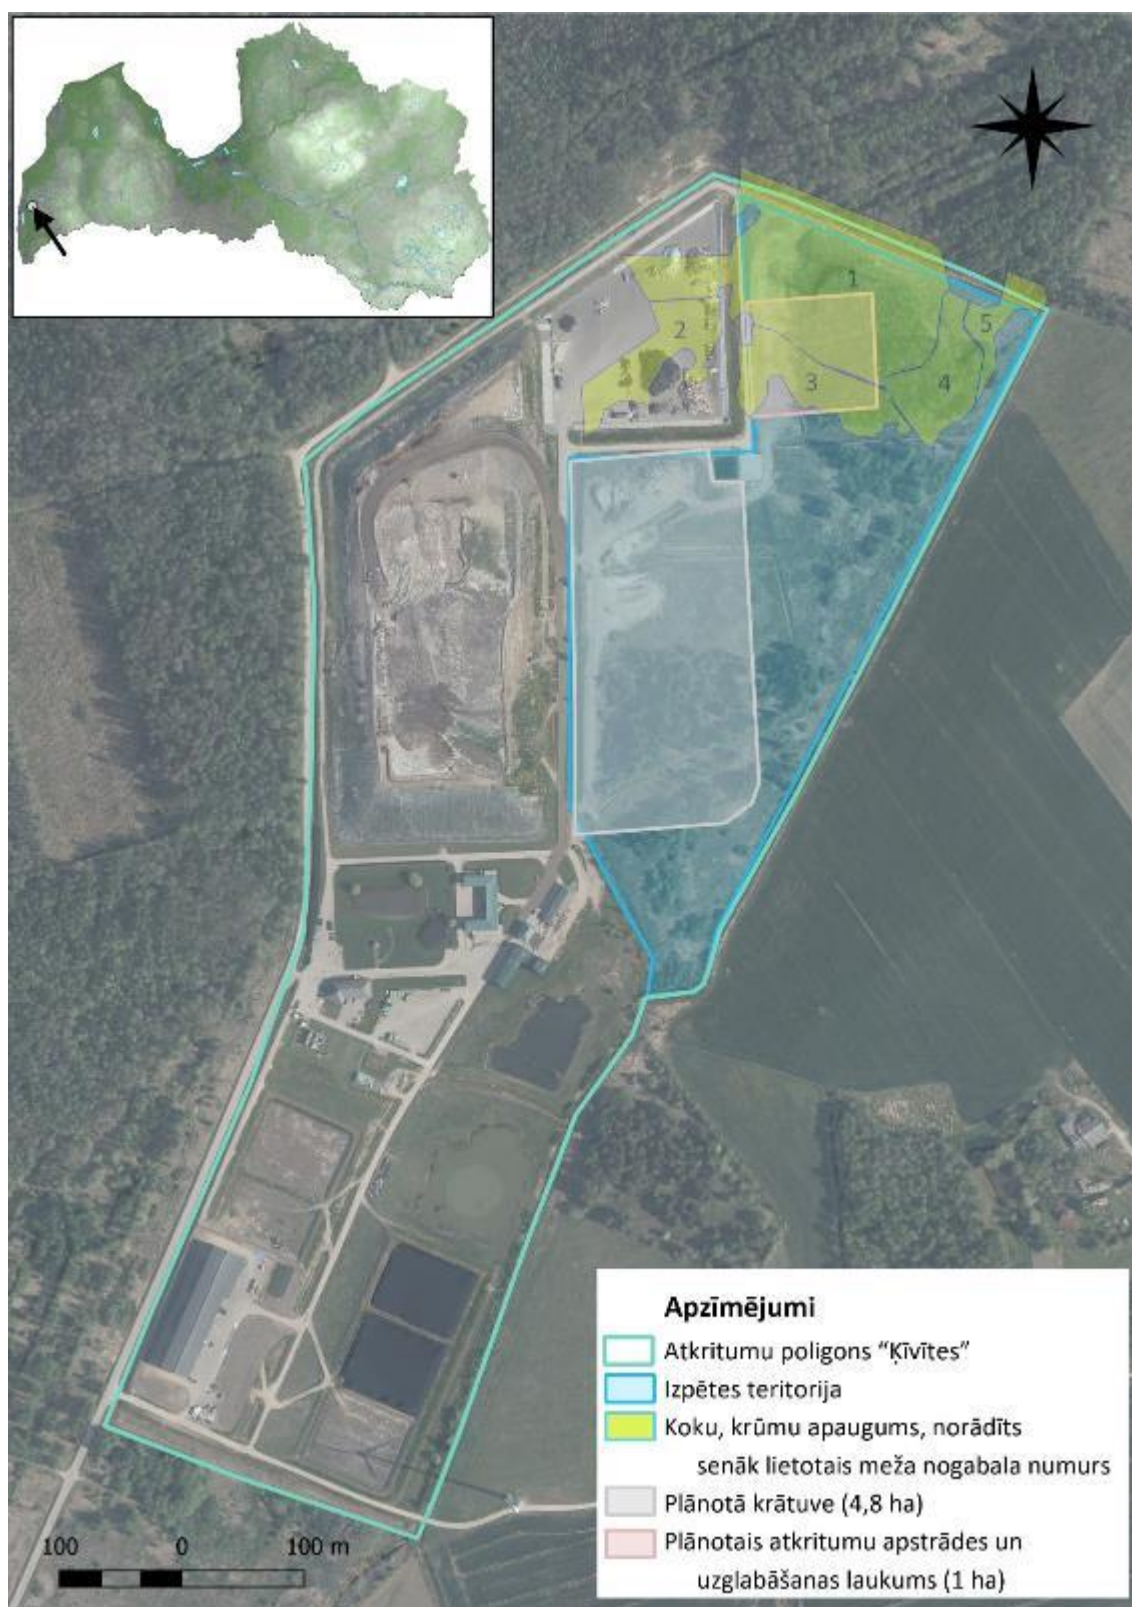 1
2
5
3
4
Apzīmējumi
Atkritumu poligons “Ķīvītes”
Izpētes teritorija
Koku, krūmu apaugums, norādīts
senāk lietotais meža nogabala numurs
Plānotā krātuve (4,8 ha)
Plānotais atkritumu apstrādes un
uzglabāšanas laukums (1 ha)
100 0 100 m